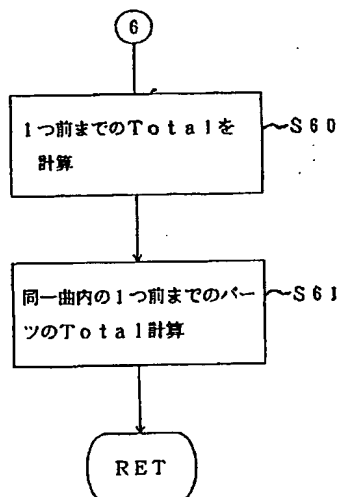 6
1つ前までのTotalを
計算
~S60
同一曲内の1つ前までのパー
ツのTotal計算
~S61
RET